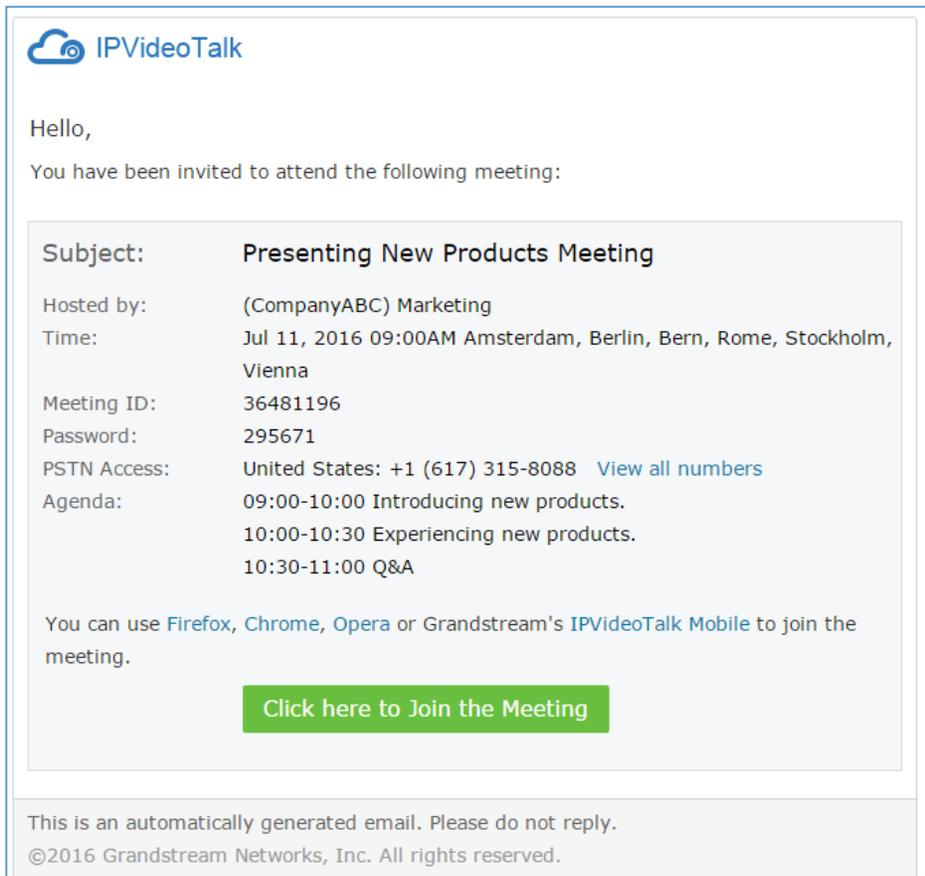 IPVideoTalk
Hello,
You have been invited to attend the following meeting:
Subject: Presenting New Products Meeting
Hosted by: (CompanyABC) Marketing
Time: Jul 11, 2016 09:00AM Amsterdam, Berlin, Bern, Rome, Stockholm,
Vienna
Meeting ID: 36481196
Password: 295671
PSTN Access: United States: +1 (617) 315-8088 View all numbers
Agenda: 09:00-10:00 Introducing new products.
10:00-10:30 Experiencing new products.
10:30-11:00 Q&A
You can use Firefox, Chrome, Opera or Grandstream's IPVideoTalk Mobile to join the
meeting.
Click here to Join the Meeting
This is an automatically generated email. Please do not reply.
©2016 Grandstream Networks, Inc. All rights reserved.